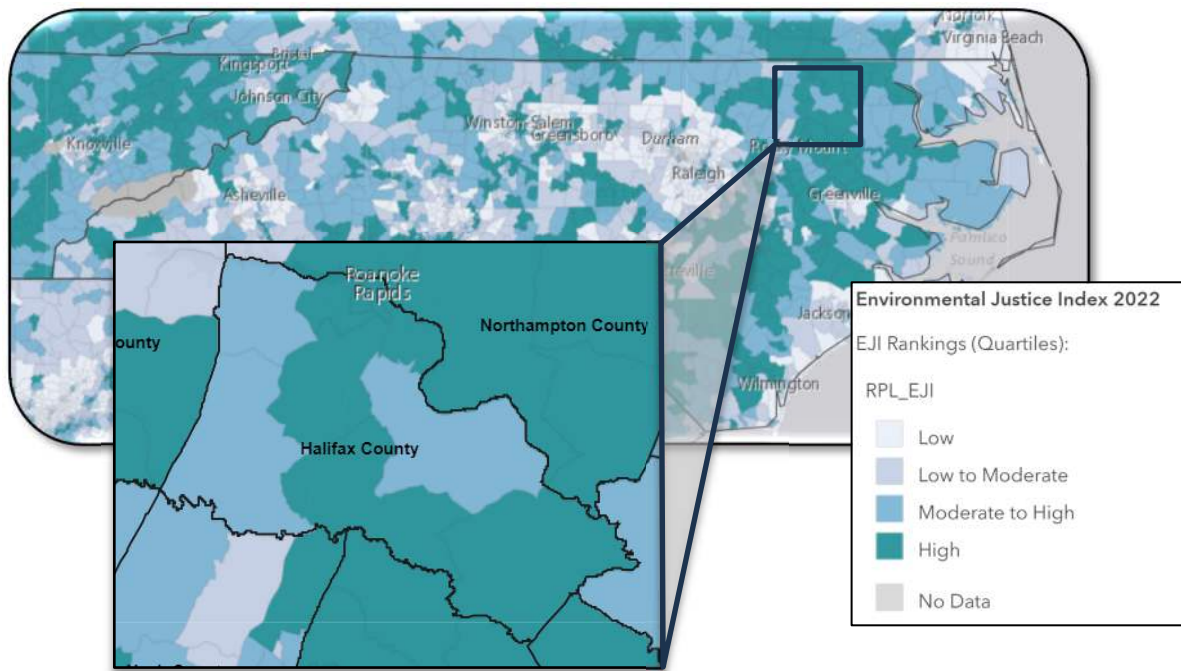 Norfolk
Virginia Beach
Bristol
Kingsport
Johnson City
Knoxville
Winston-Salem
Greensboro
Durham
Rocky Mount
Raleigh
Asheville
Greenville
Pamlico
Sound
Jackson
Wilmington
Roanoke
Rapids
Northampton County
ounty
Halifax County
Environmental Justice Index 2022
EJI Rankings (Quartiles):
RPL_EJI
Low
Low to Moderate
Moderate to High
High
No Data